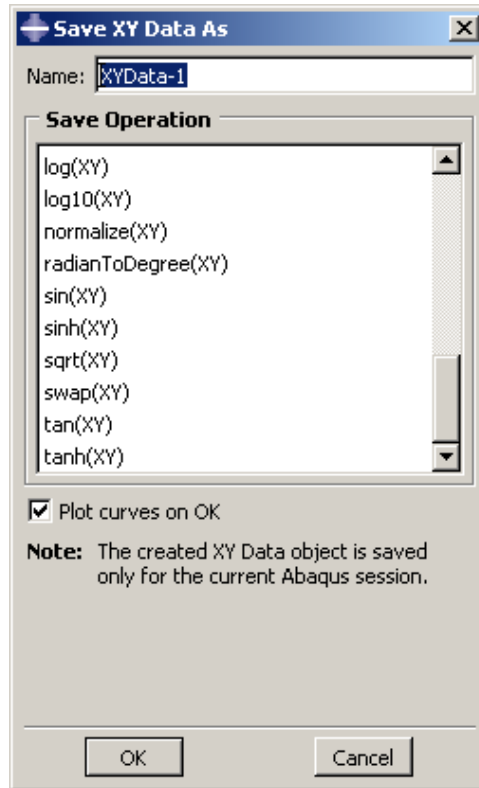 Save XY Data As
Name: XYData-1
Save Operation
log(XY)
log10(XY)
normalize(XY)
radianToDegree(XY)
sin(XY)
sinh(XY)
sqrt(XY)
swap(XY)
tan(XY)
tanh(XY)
Plot curves on OK
Note: The created XY Data object is saved
only for the current Abaqus session.
OK Cancel